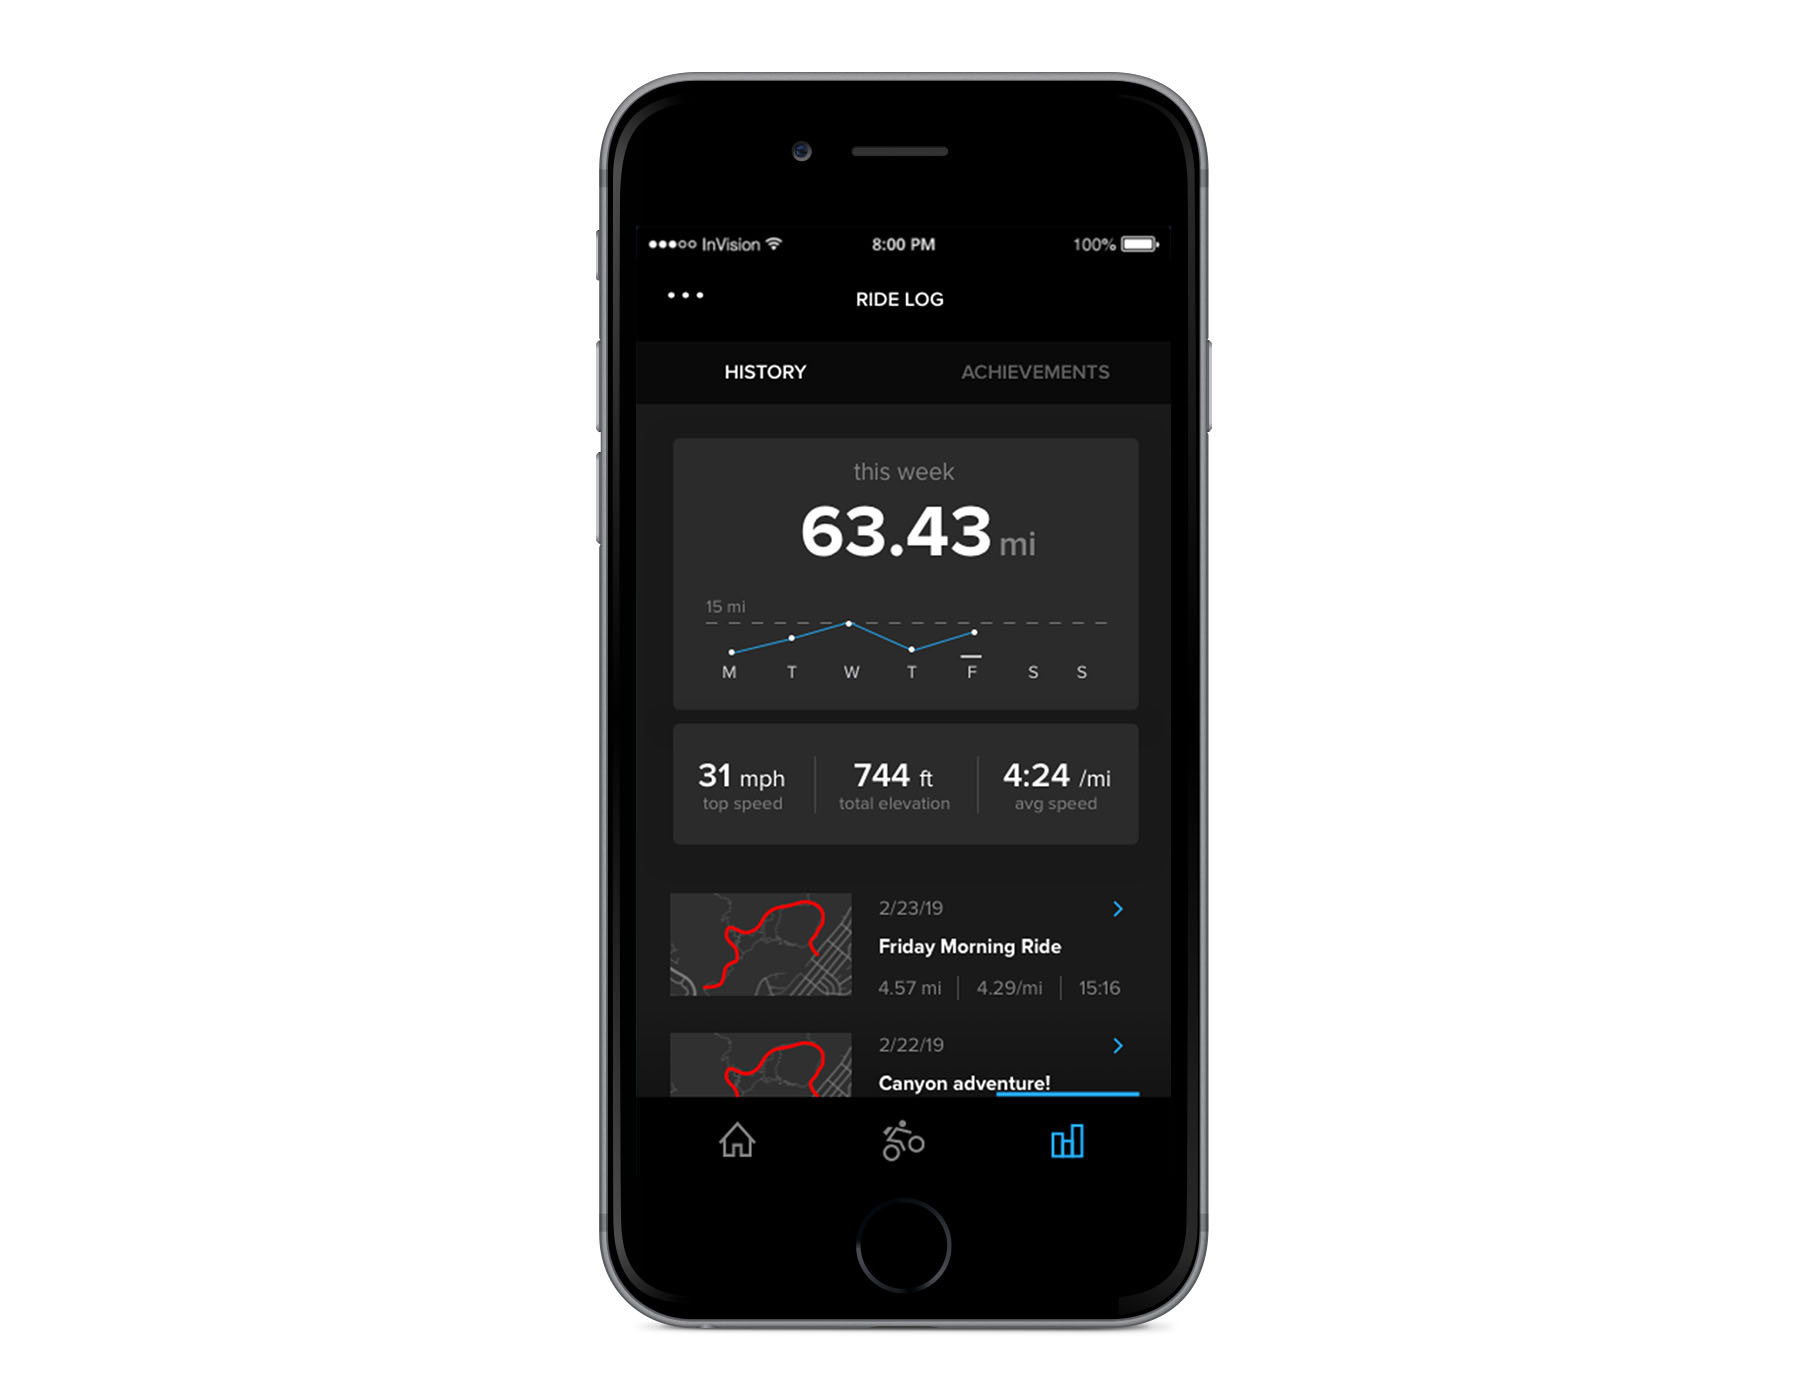 InVision 8:00 PM 100%
RIDE LOG
HISTORY ACHIEVEMENTS
this week
63.43 mi
15 mi
M T W T F S S
31 mph 744 ft 4:24 /mi
top speed total elevation avg speed
2/23/19
Friday Morning Ride
4.57 mi 4.29/mi 15:16
2/22/19
Canyon adventure!